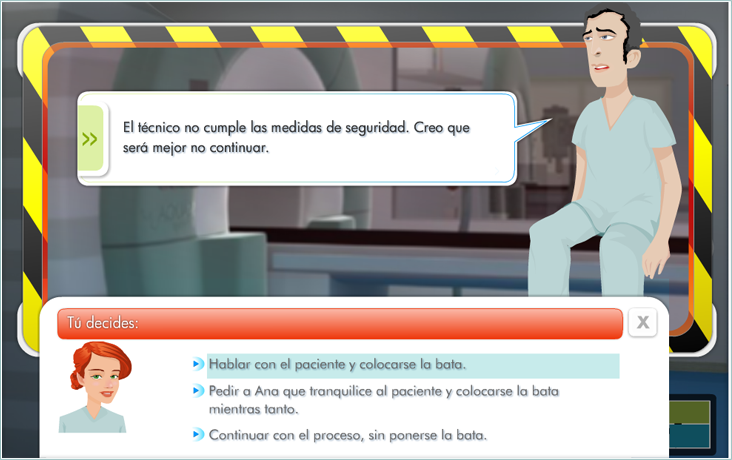 El técnico no cumple las medidas de seguridad. Creo que
será mejor no continuar.
Tú decides:
X
Hablar con el paciente y colocarse la bata.
Pedir a Ana que tranquilice al paciente y colocarse la bata
mientras tanto.
Continuar con el proceso, sin ponerse la bata.